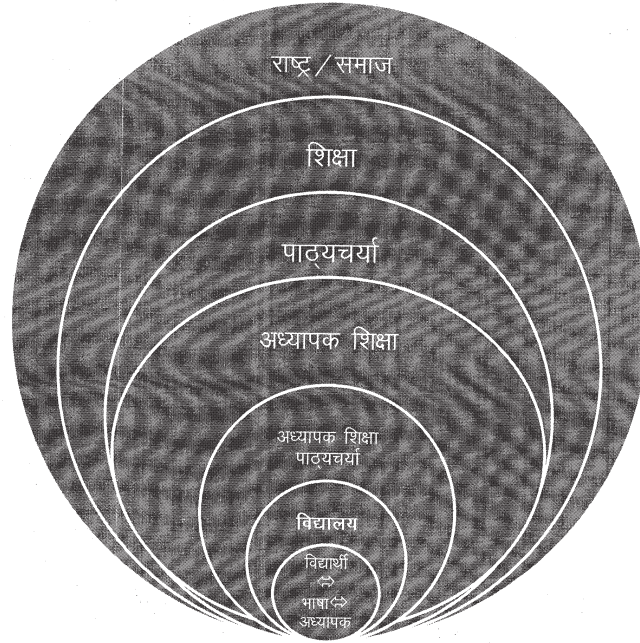 राष्ट्र / समाज
शिक्षा
पाठ्यचर्या
अध्यापक शिक्षा
अध्यापक शिक्षा
पाठ्यचर्या
विद्यालय
विद्यार्थी
⇔
भाषा⇔
अध्यापक